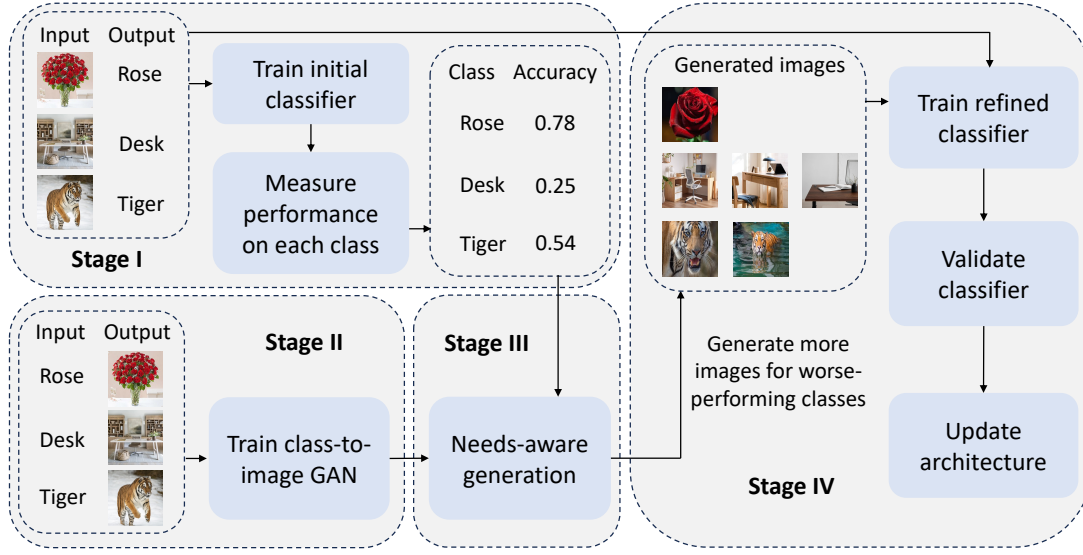 Input Output
Rose
Desk
Tiger
Stage I
Train initial
classifier
Measure
performance
on each class
Class Accuracy
Rose 0.78
Desk 0.25
Tiger 0.54
Input Output
Rose
Desk
Tiger
Stage II
Train class-to-
image GAN
Stage III
Needs-aware
generation
Generated images
Generate more
images for worse-
performing classes
Stage IV
Train refined
classifier
Validate
classifier
Update
architecture